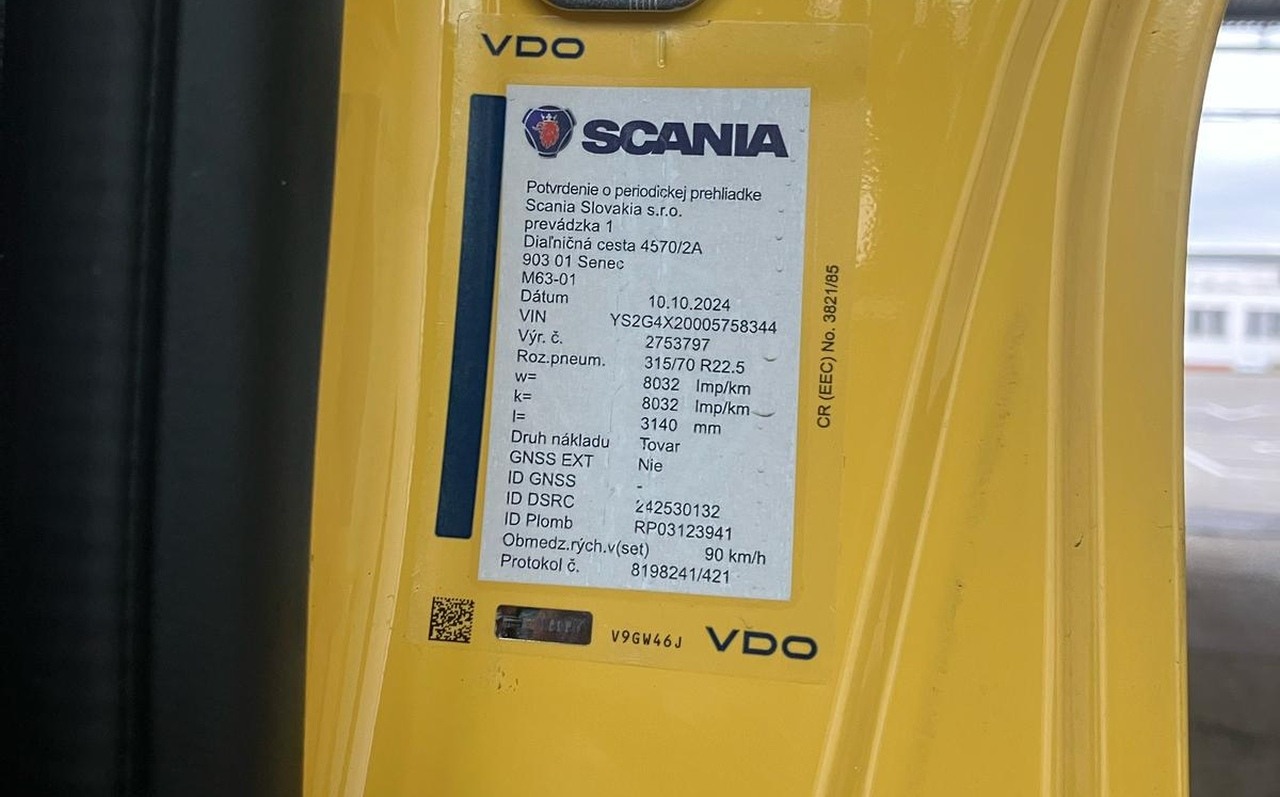 VDO
SCANIA
Potvrdenie o periodickej prehliadke
Scania Slovakia s.r.o.
prevádzka 1
Diaľničná cesta 4570/2A
903 01 Senec
M63-01
Dátum 10.10.2024
VIN YS2G4X20005758344
Výr. č. 2753797
Roz.pneum. 315/70 R22.5
w= 8032 Imp/km
k= 8032 Imp/km
l= 3140 mm
Druh nákladu Tovar
GNSS EXT Nie
ID GNSS -
ID DSRC 242530132
ID Plomb RP03123941
Obmedz.rých.v(set) 90 km/h
Protokol č. 8198241/421
CR (EEC) No. 3821/85
V9GW46J
VDO